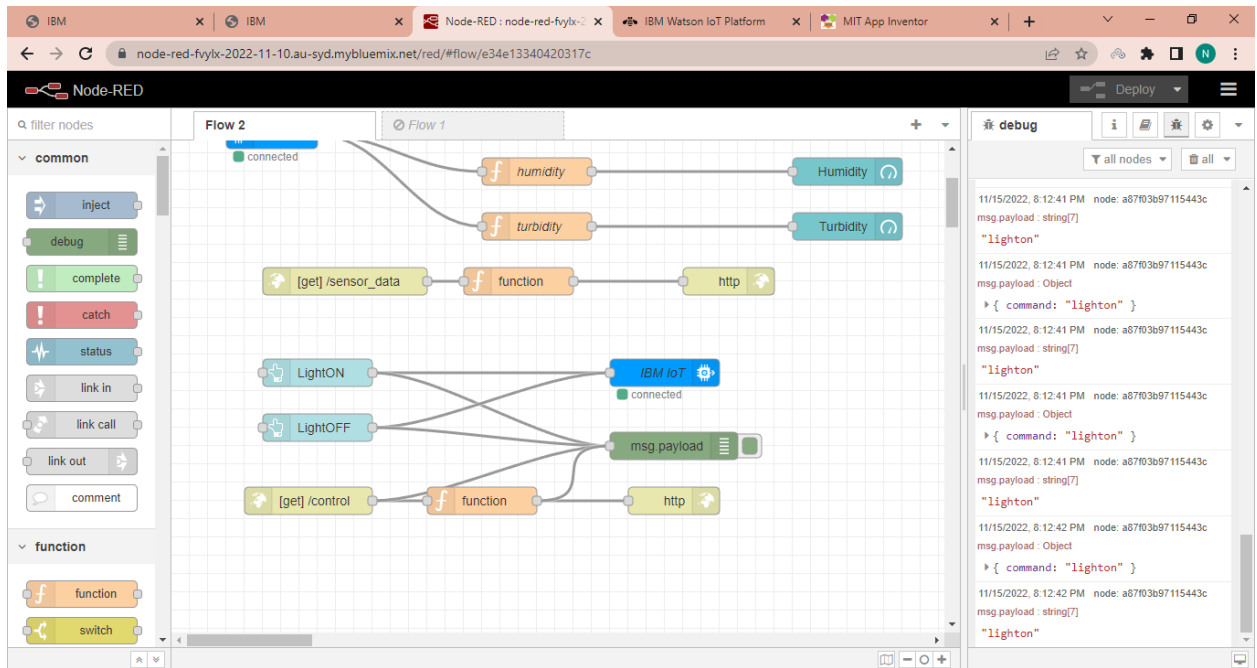 IBM
IBM
Node-RED : node-red-fvylx-2
IBM Watson IoT Platform
MIT App Inventor
node-red-fvylx-2022-11-10.au-syd.mybluemix.net/red/#flow/e34e13340420317c
N
Node-RED
Deploy
filter nodes
Flow 2
Flow 1
debug
i
all nodes
all
common
inject
debug
complete
catch
status
link in
link call
link out
comment
function
function
switch
connected
humidity
Humidity
turbidity
Turbidity
[get] /sensor_data
function
http
LightON
IBM IoT
connected
LightOFF
msg.payload
[get] /control
function
http
11/15/2022, 8:12:41 PM node: a87f03b97115443c
msg.payload : string[7]
"lighton"
11/15/2022, 8:12:41 PM node: a87f03b97115443c
msg.payload : Object
{ command: "lighton" }
11/15/2022, 8:12:41 PM node: a87f03b97115443c
msg.payload : string[7]
"lighton"
11/15/2022, 8:12:41 PM node: a87f03b97115443c
msg.payload : Object
{ command: "lighton" }
11/15/2022, 8:12:41 PM node: a87f03b97115443c
msg.payload : string[7]
"lighton"
11/15/2022, 8:12:42 PM node: a87f03b97115443c
msg.payload : Object
{ command: "lighton" }
11/15/2022, 8:12:42 PM node: a87f03b97115443c
msg.payload : string[7]
"lighton"